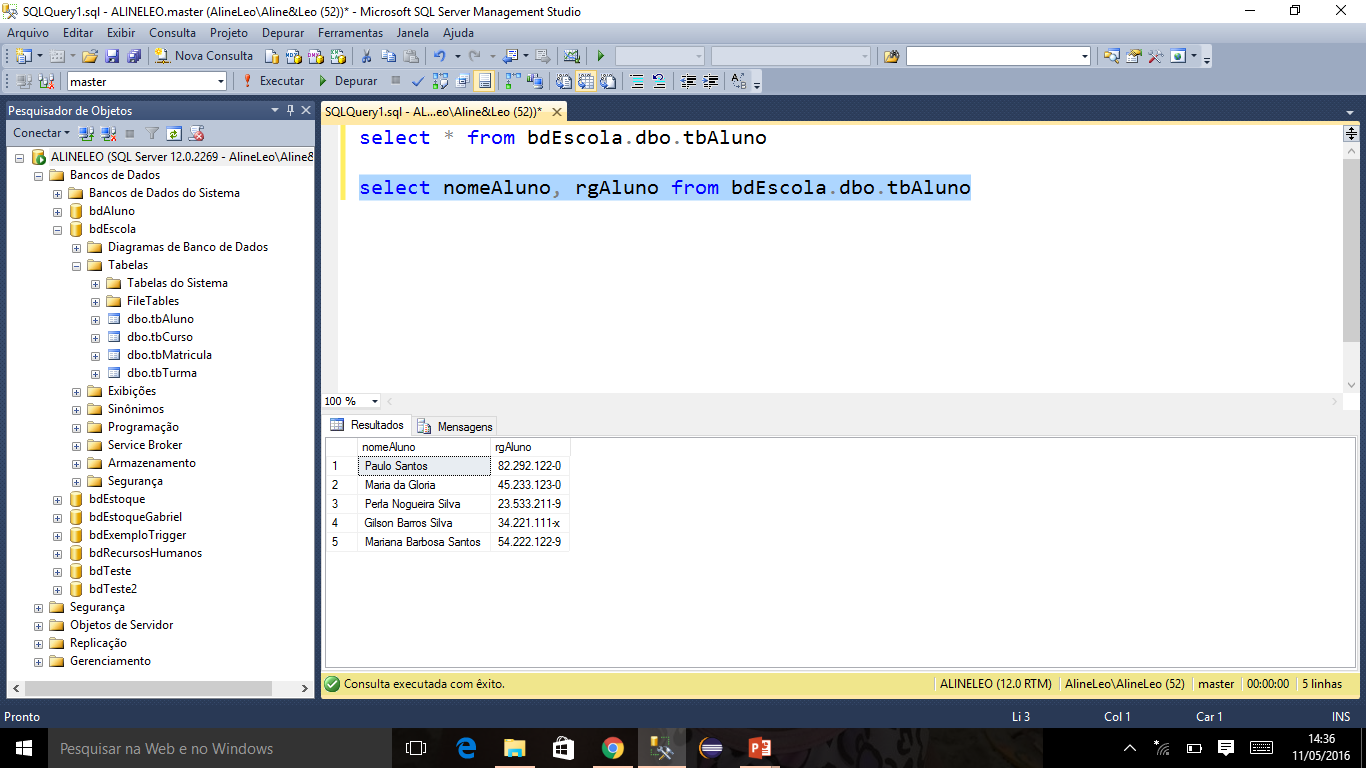 SQLQuery1.sql - ALINELEO.master (AlineLeo\Aline&Leo (52))* - Microsoft SQL Server Management Studio
Arquivo Editar Exibir Consulta Projeto Depurar Ferramentas Janela Ajuda
Nova Consulta
master Executar Depurar
Pesquisador de Objetos
Conectar
ALINELEO (SQL Server 12.0.2269 - AlineLeo\Aline&
Bancos de Dados
Bancos de Dados do Sistema
bdAluno
bdEscola
Diagramas de Banco de Dados
Tabelas
Tabelas do Sistema
FileTables
dbo.tbAluno
dbo.tbCurso
dbo.tbMatricula
dbo.tbTurma
Exibições
Sinônimos
Programação
Service Broker
Armazenamento
Segurança
bdEstoque
bdEstoqueGabriel
bdExemploTrigger
bdRecursosHumanos
bdTeste
bdTeste2
Segurança
Objetos de Servidor
Replicação
Gerenciamento
SQLQuery1.sql - AL...eo\Aline&Leo (52))*
select * from bdEscola.dbo.tbAluno
select nomeAluno, rgAluno from bdEscola.dbo.tbAluno
100 %
Resultados Mensagens
nomeAluno rgAluno
1 Paulo Santos 82.292.122-0
2 Maria da Gloria 45.233.123-0
3 Perla Nogueira Silva 23.533.211-9
4 Gilson Barros Silva 34.221.111-x
5 Mariana Barbosa Santos 54.222.122-9
Consulta executada com êxito. ALINELEO (12.0 RTM) AlineLeo\AlineLeo (52) master 00:00:00 5 linhas
Pronto Li 3 Col 1 Car 1 INS
Pesquisar na Web e no Windows
14:36
11/05/2016